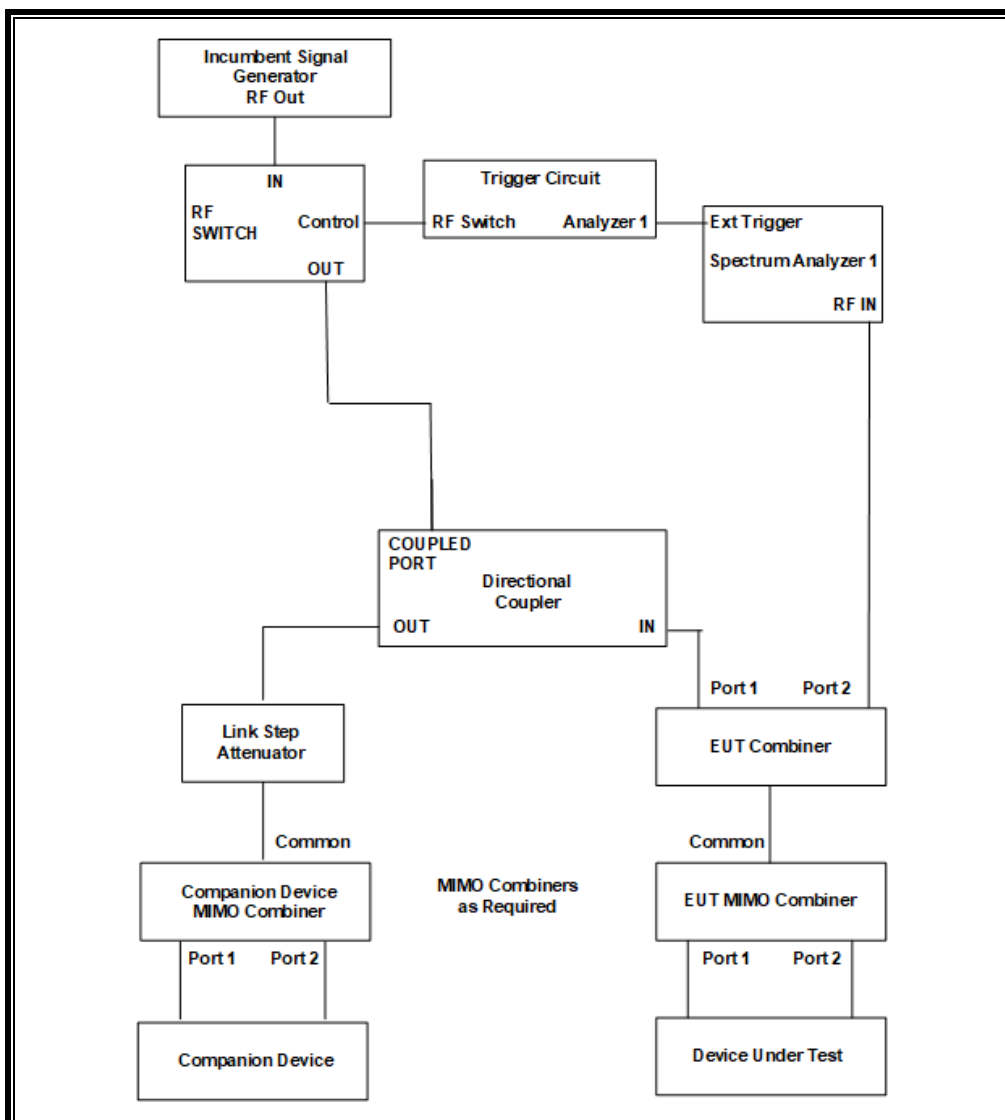 Incumbent Signal
Generator
RF Out
IN
RF
SWITCH
Control
OUT
Trigger Circuit
RF Switch
Analyzer 1
Ext Trigger
Spectrum Analyzer 1
RF IN
COUPLED
PORT
Directional
Coupler
OUT
IN
Port 1
Port 2
Link Step
Attenuator
EUT Combiner
Common
Common
Companion Device
MIMO Combiner
MIMO Combiners
as Required
EUT MIMO Combiner
Port 1
Port 2
Port 1
Port 2
Companion Device
Device Under Test